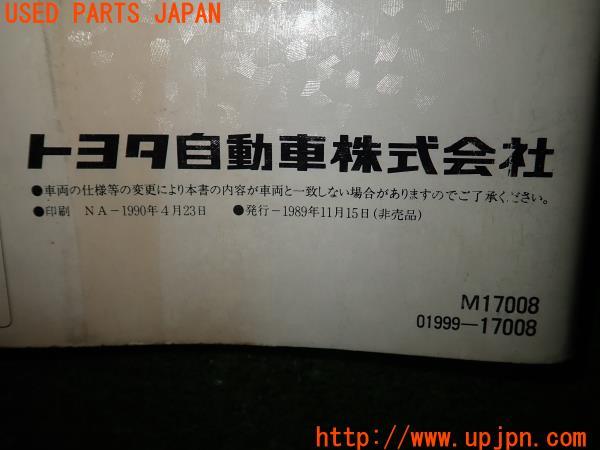 USED PARTS JAPAN
トヨタ自動車株式会社
●車両の仕様等の変更により本書の内容が車両と一致しない場合がありますのでご了承ください。
●印刷 NA－1990年4月23日 ●発行－1989年11月15日(非売品)
M17008
01999－17008
http://www.upjpn.com